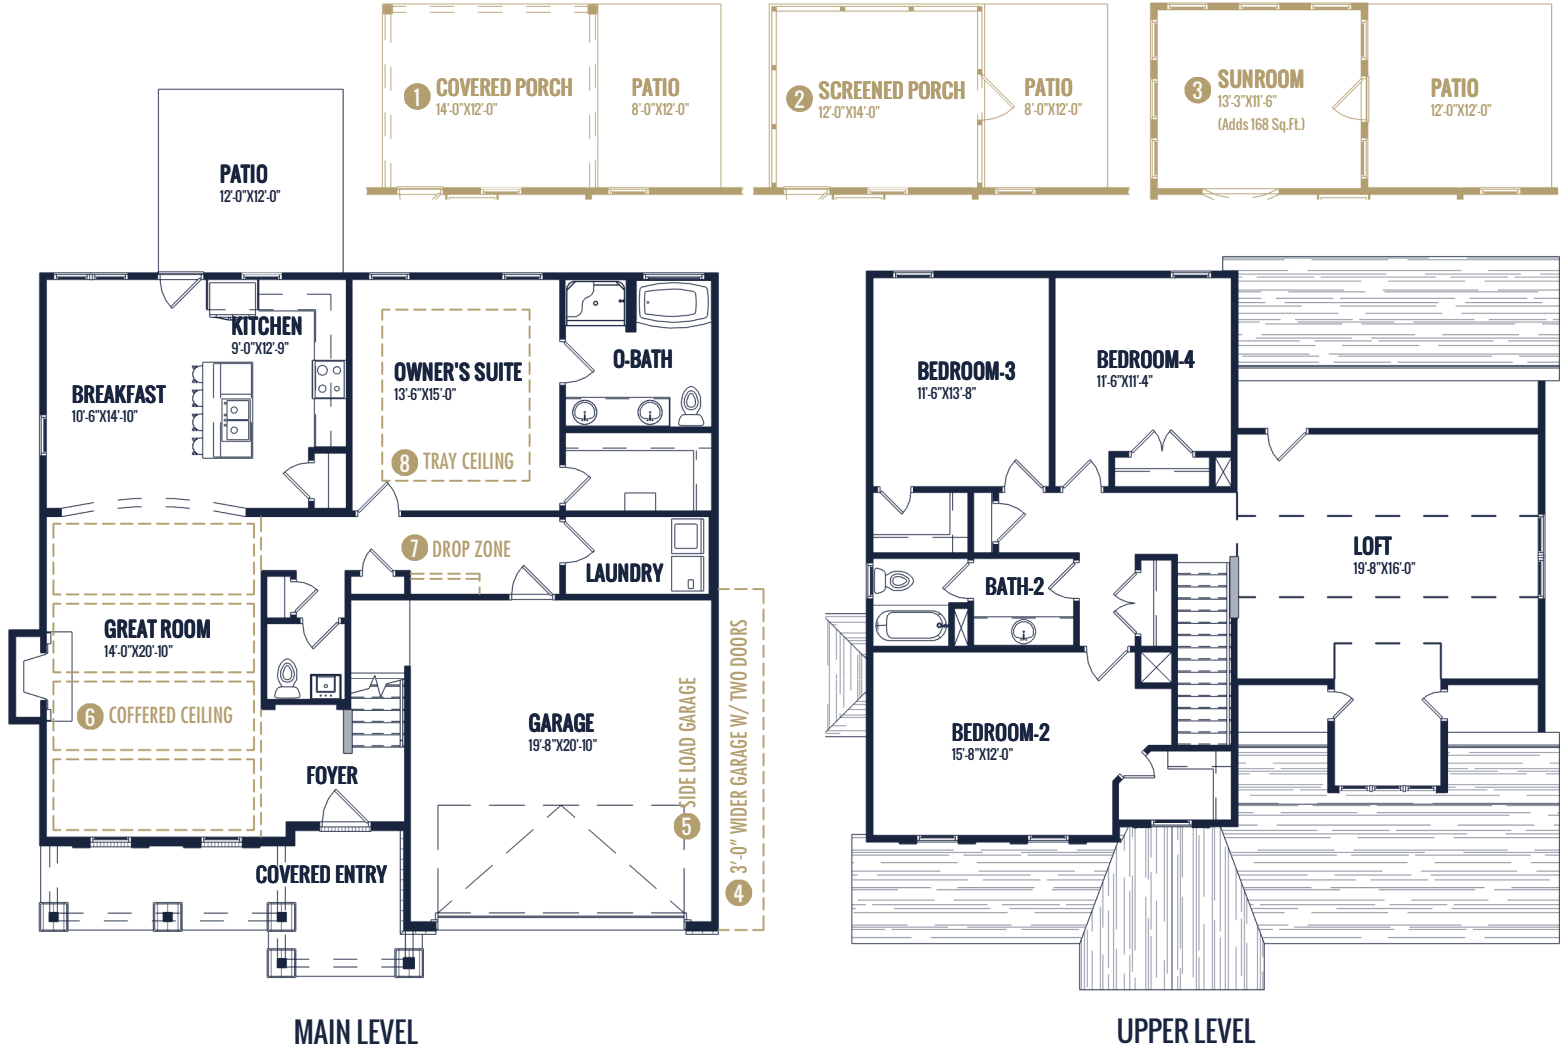 1 COVERED PORCH
14'-0"X12'-0"
PATIO
8'-0"X12'-0"
2 SCREENED PORCH
12'-0"X14'-0"
PATIO
8'-0"X12'-0"
3 SUNROOM
13'-3"X11'-6"
(Adds 168 Sq.Ft.)
PATIO
12'-0"X12'-0"
PATIO
12'-0"X12'-0"
KITCHEN
9'-0"X12'-9"
BREAKFAST
10'-6"X14'-10"
OWNER'S SUITE
13'-6"X15'-0"
8 TRAY CEILING
O-BATH
7 DROP ZONE
LAUNDRY
GREAT ROOM
14'-0"X20'-10"
6 COFFERED CEILING
FOYER
GARAGE
19'-8"X20'-10"
5 SIDE LOAD GARAGE
4 3'-0" WIDER GARAGE W/ TWO DOORS
COVERED ENTRY
MAIN LEVEL
BEDROOM-3
11'-6"X13'-8"
BEDROOM-4
11'-6"X11'-4"
LOFT
19'-8"X16'-0"
BATH-2
BEDROOM-2
15'-8"X12'-0"
UPPER LEVEL